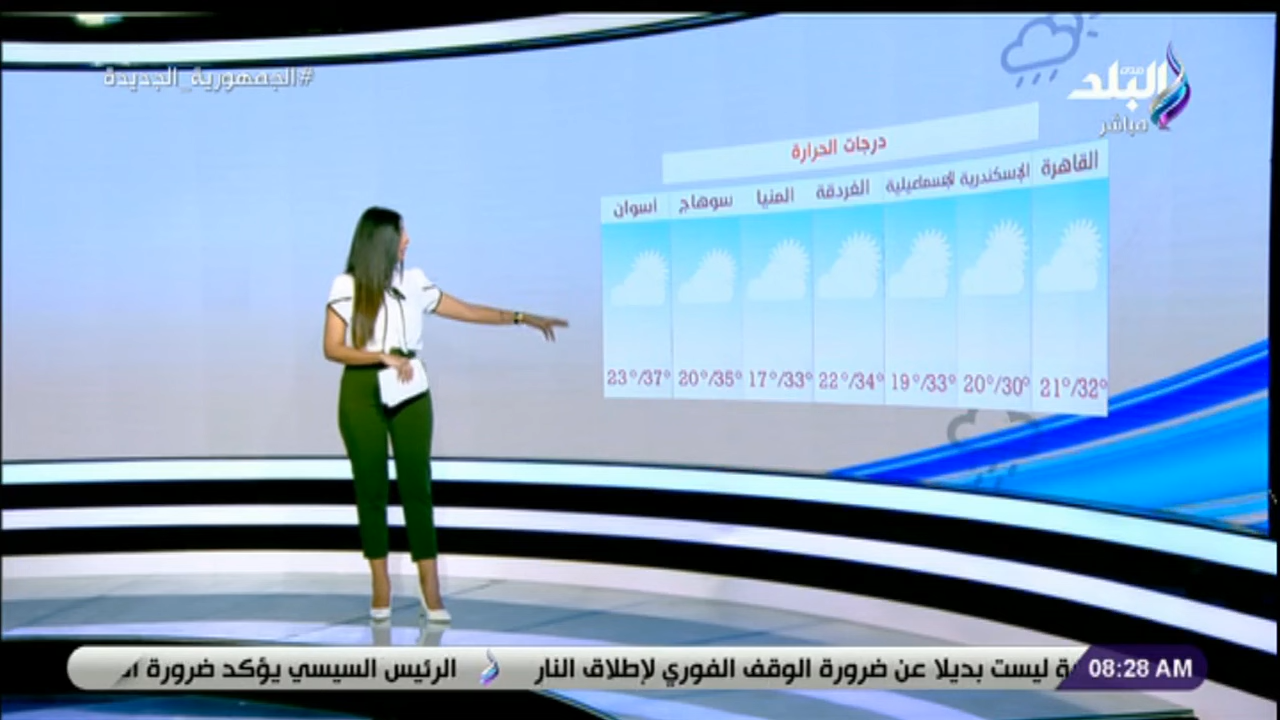 #الجمهورية_الجديدة
صدى البلد
مباشر
درجات الحرارة
القاهرة الإسكندرية الإسماعيلية الغردقة المنيا سوهاج أسوان
21°/32° 20°/30° 19°/33° 22°/34° 17°/33° 20°/35° 23°/37°
ليست بديلا عن ضرورة الوقف الفوري لإطلاق النار الرئيس السيسي يؤكد ضرورة
08:28 AM